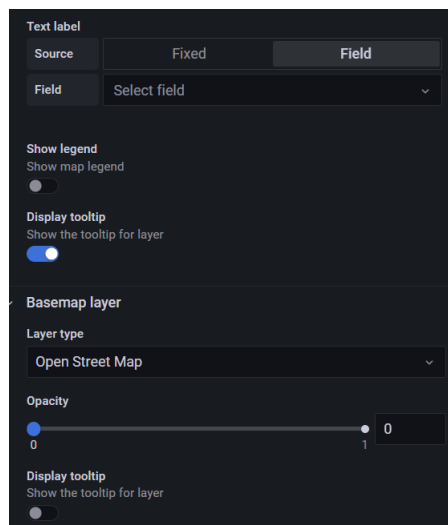 Text label
Source Fixed Field
Field Select field
Show legend
Show map legend
Display tooltip
Show the tooltip for layer
Basemap layer
Layer type
Open Street Map
Opacity
0
0 1
Display tooltip
Show the tooltip for layer